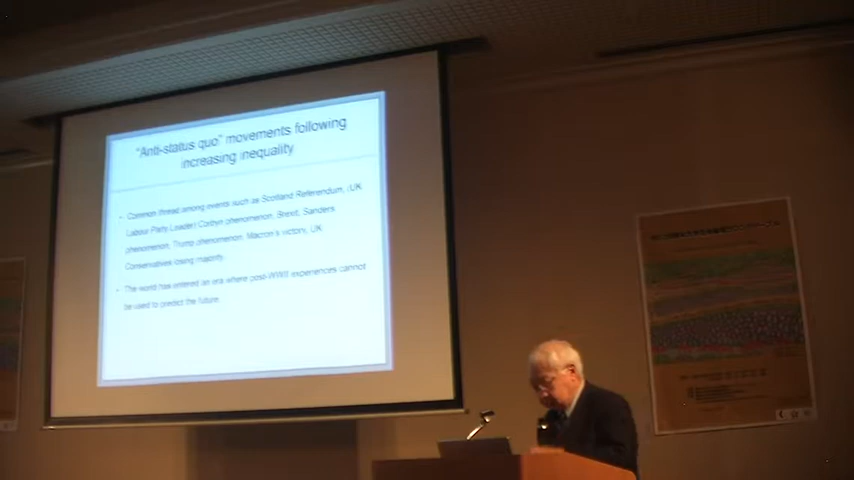 "Anti-status quo" movements following
increasing inequality
• Common thread among events such as Scotland Referendum, (UK
Labour Party Leader) Corbyn phenomenon, Brexit, Sanders
phenomenon, Trump phenomenon, Macron's victory, UK
Conservatives losing majority.
• The world has entered an era where post-WWII experiences cannot
be used to predict the future.